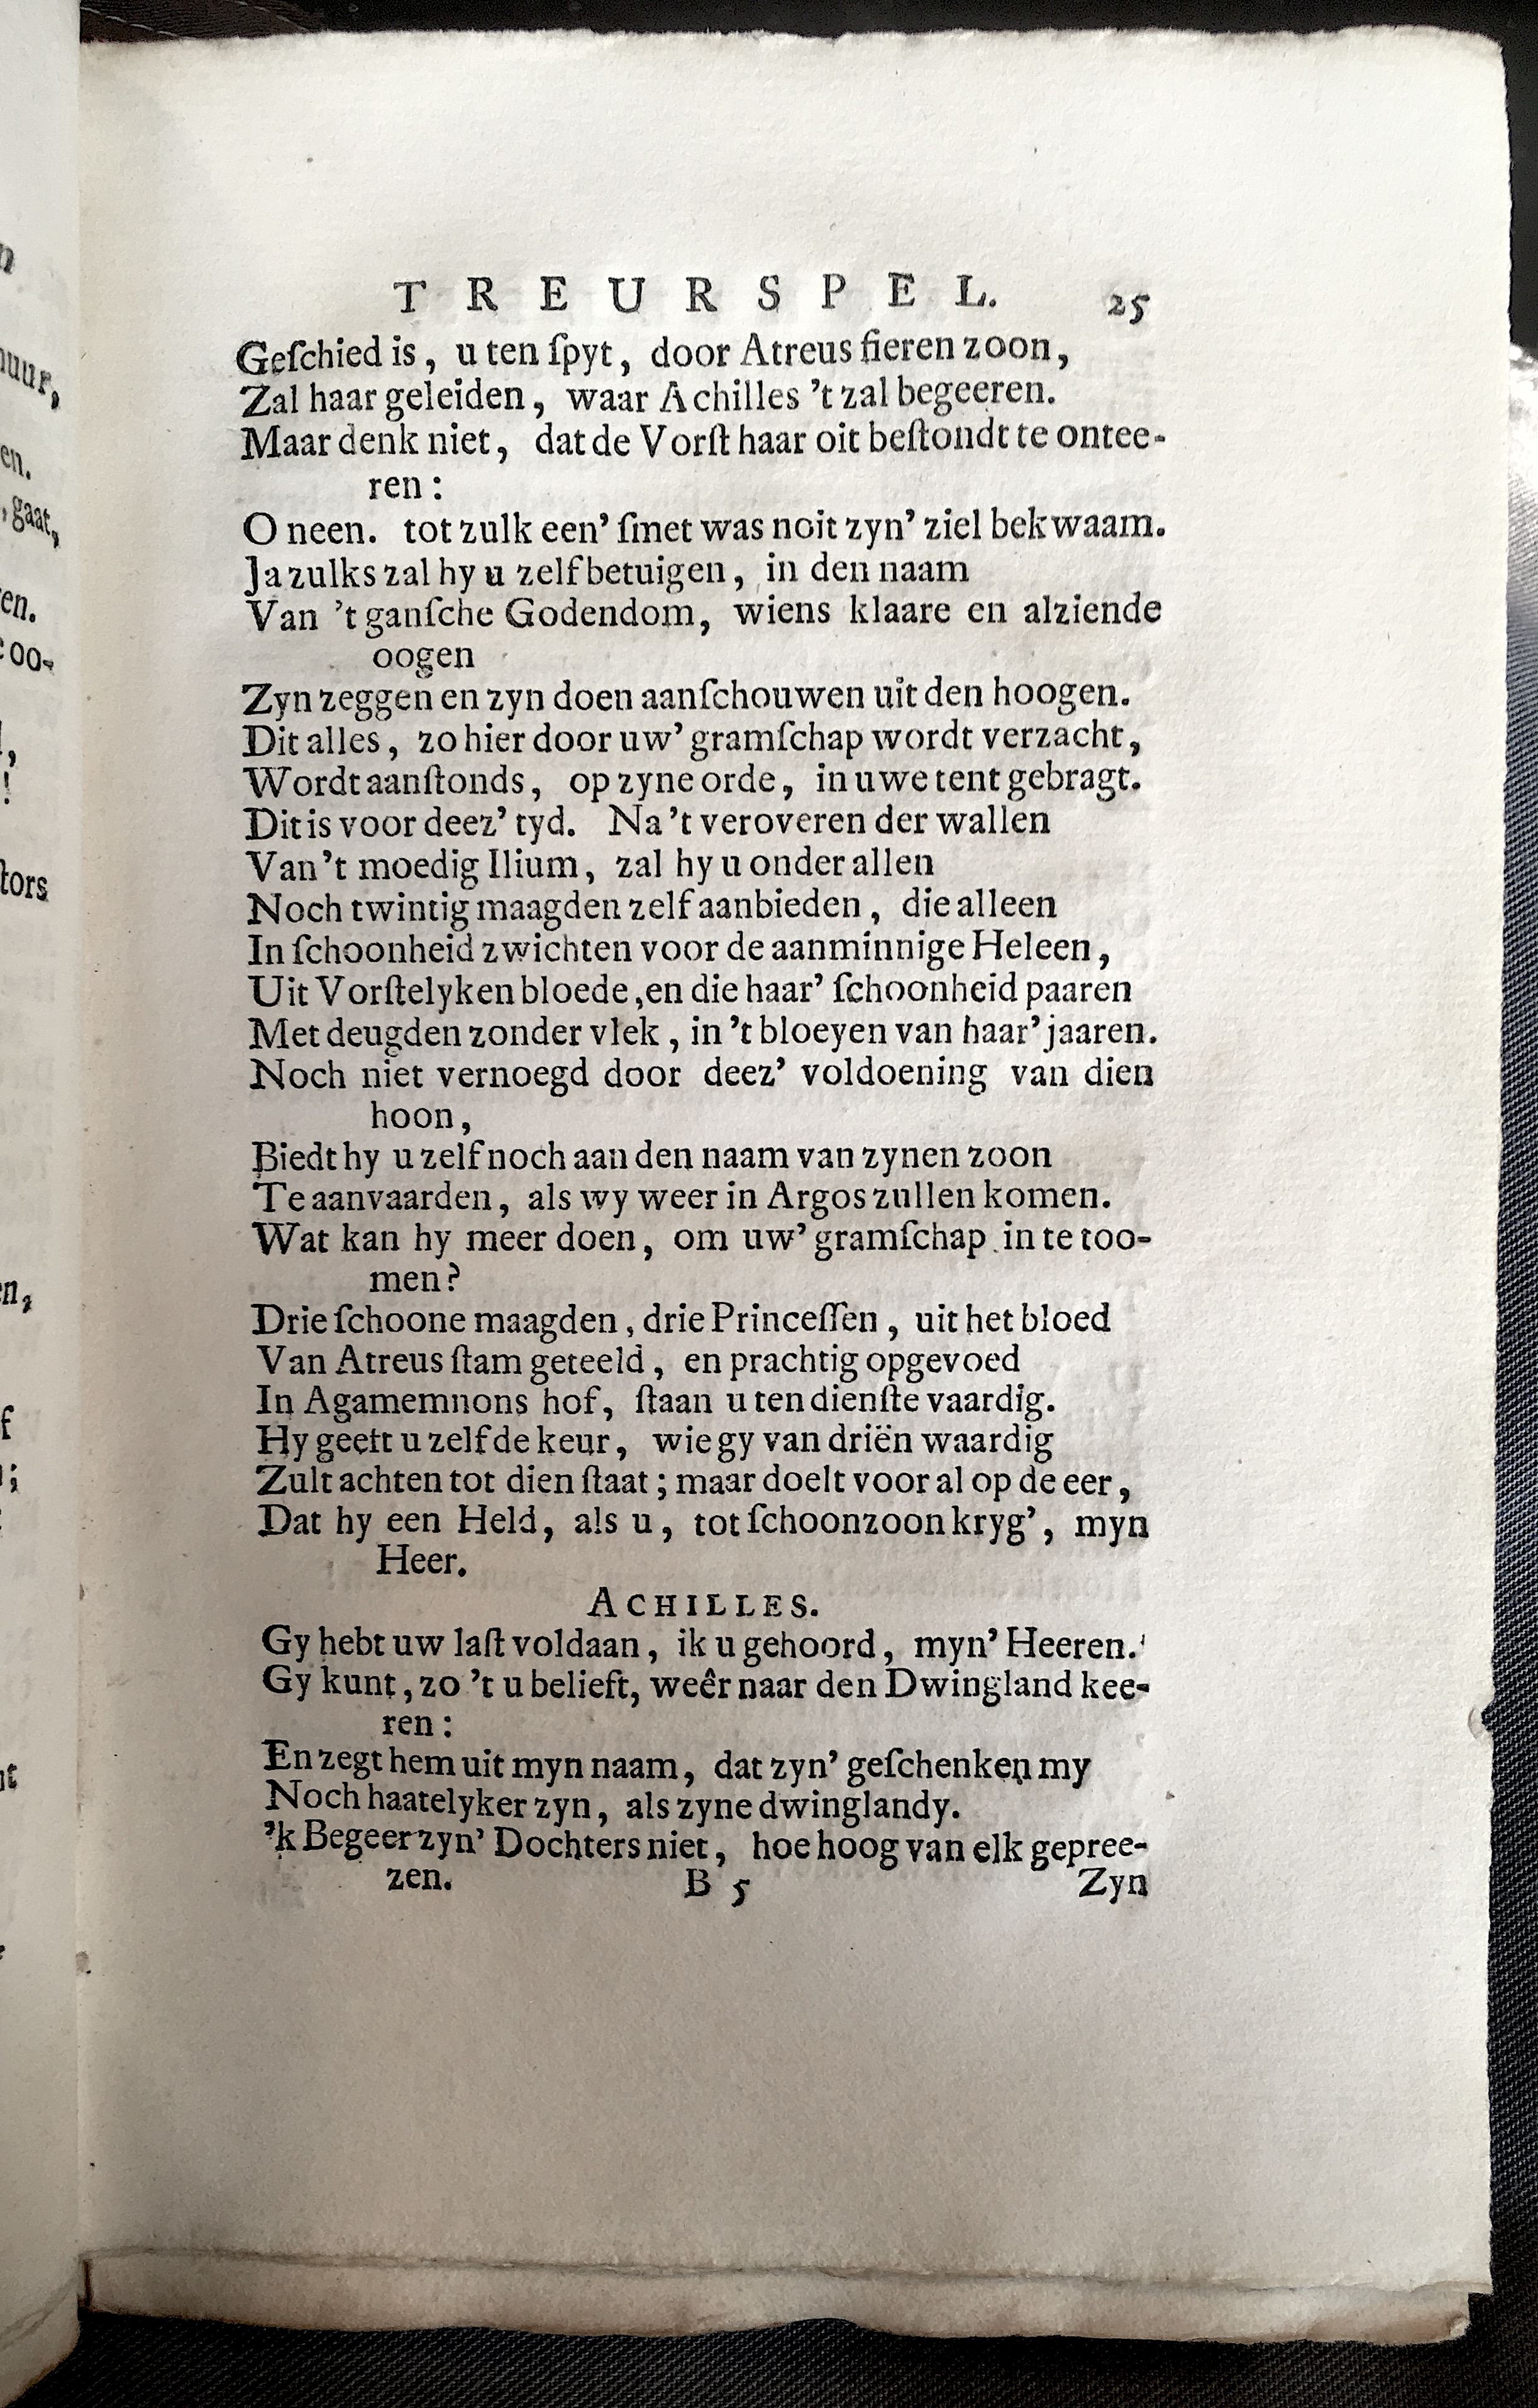 TREURSPEL. 25
Geſchied is, u ten ſpyt, door Atreus fieren zoon,
Zal haar geleiden, waar Achilles 't zal begeeren.
Maar denk niet, dat de Vorſt haar oit beſtondt te ontee-
ren:
O neen. tot zulk een' ſmet was noit zyn' ziel bekwaam.
Ja zulks zal hy u zelf betuigen, in den naam
Van 't ganſche Godendom, wiens klaare en alziende
oogen
Zyn zeggen en zyn doen aanſchouwen uit den hoogen.
Dit alles, zo hier door uw' gramſchap wordt verzacht,
Wordt aanſtonds, op zyne orde, in uwe tent gebragt.
Dit is voor deez' tyd. Na 't veroveren der wallen
Van 't moedig Ilium, zal hy u onder allen
Noch twintig maagden zelf aanbieden, die alleen
In ſchoonheid zwichten voor de aanminnige Heleen,
Uit Vorſtelyken bloede, en die haar' ſchoonheid paaren
Met deugden zonder vlek, in 't bloeyen van haar' jaaren.
Noch niet vernoegd door deez' voldoening van dien
hoon,
Biedt hy u zelf noch aan den naam van zynen zoon
Te aanvaarden, als wy weer in Argos zullen komen.
Wat kan hy meer doen, om uw' gramſchap in te too-
men?
Drie ſchoone maagden, drie Princeſſen, uit het bloed
Van Atreus ſtam geteeld, en prachtig opgevoed
In Agamemnons hof, ſtaan u ten dienſte vaardig.
Hy geeft u zelf de keur, wie gy van driën waardig
Zult achten tot dien ſtaat; maar doelt voor al op de eer,
Dat hy een Held, als u, tot ſchoonzoon kryg', myn
Heer.
ACHILLES.
Gy hebt uw laſt voldaan, ik u gehoord, myn' Heeren.
Gy kunt, zo 't u belieft, weêr naar den Dwingland kee-
ren:
En zegt hem uit myn naam, dat zyn' geſchenken my
Noch haatelyker zyn, als zyne dwinglandy.
'k Begeer zyn' Dochters niet, hoe hoog van elk gepree-
zen. B 5 Zyn